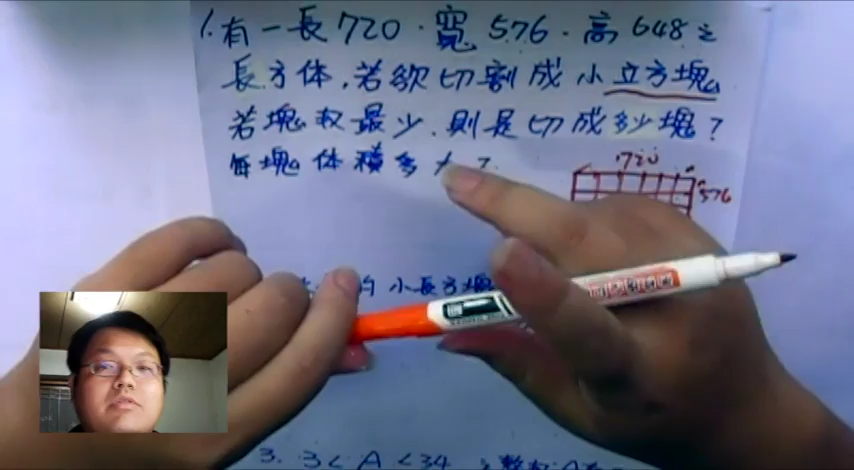 1. 有一長720．寬576．高648之
長方体，若欲切割成小立方塊，
若塊数最少，則是切成多少塊？
每塊体積多大？
720
576
的小長方塊
3. 3<A<34